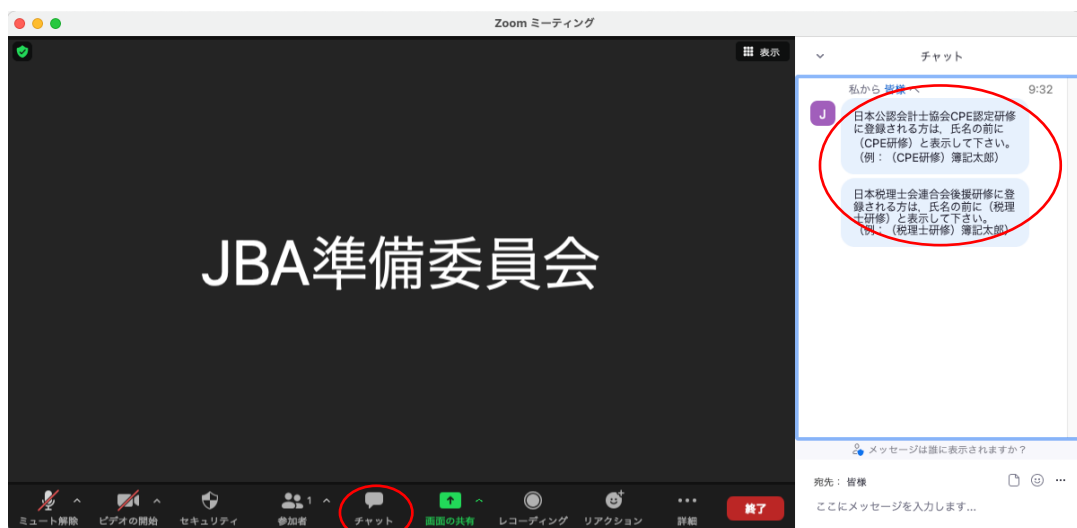 Zoom ミーティング
表示
チャット
私から 皆様 へ 9:32
J
日本公認会計士協会CPE認定研修
に登録される方は，氏名の前に
（CPE研修）と表示して下さい。
（例：（CPE研修）簿記太郎）
日本税理士会連合会後援研修に登
録される方は，氏名の前に（税理
士研修）と表示して下さい。
（例：（税理士研修）簿記太郎）
JBA準備委員会
メッセージは誰に表示されますか？
宛先： 皆様
ここにメッセージを入力します...
ミュート解除
ビデオの開始
セキュリティ
1
参加者
チャット
画面の共有
レコーディング
リアクション
詳細
終了